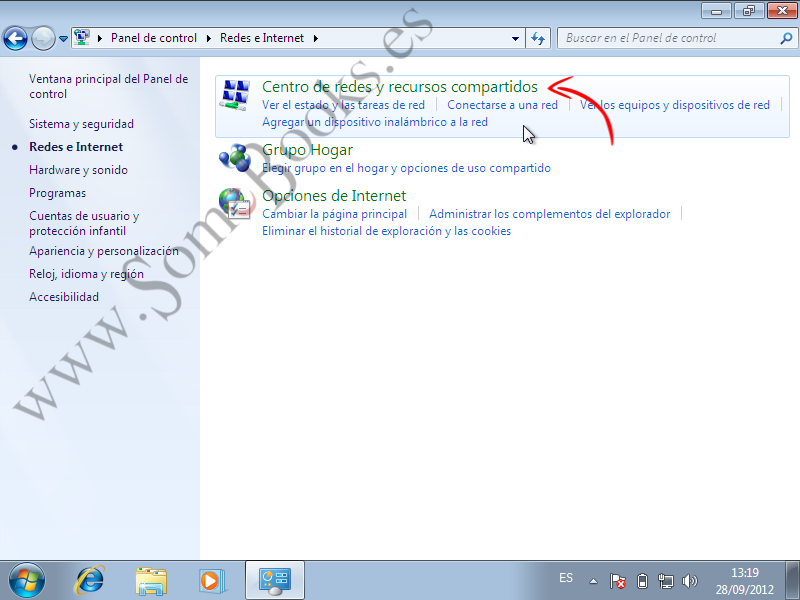 Panel de control
Redes e Internet
Buscar en el Panel de control
Ventana principal del Panel de
control
Sistema y seguridad
Redes e Internet
Hardware y sonido
Programas
Cuentas de usuario y
protección infantil
Apariencia y personalización
Reloj, idioma y región
Accesibilidad
Centro de redes y recursos compartidos
Ver el estado y las tareas de red
Conectarse a una red
Ver los equipos y dispositivos de red
Agregar un dispositivo inalámbrico a la red
Grupo Hogar
Elegir grupo en el hogar y opciones de uso compartido
Opciones de Internet
Cambiar la página principal
Administrar los complementos del explorador
Eliminar el historial de exploración y las cookies
www.SomeBooks.es
ES
13:19
28/09/2012